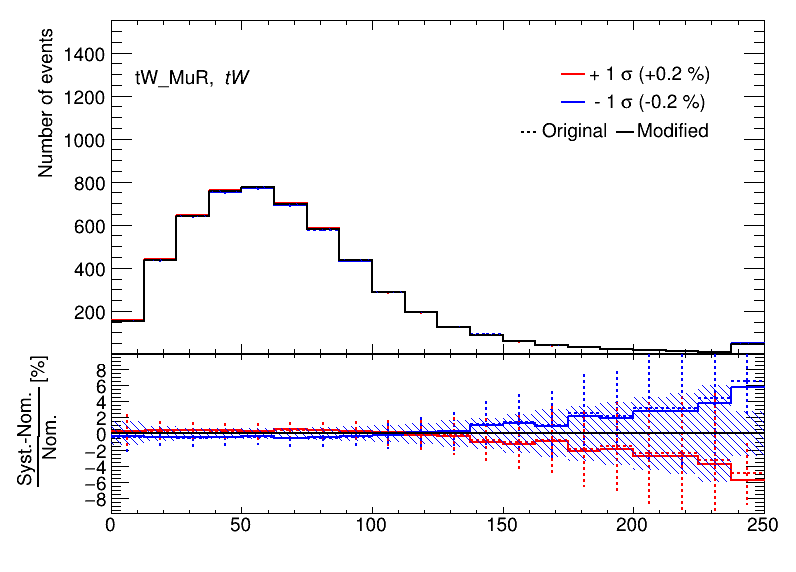 Number of events
1400
1200
1000
800
600
400
200
tW_MuR, tW
+ 1 σ (+0.2 %)
- 1 σ (-0.2 %)
Original Modified
Syst.-Nom. [%]
Nom.
8
6
4
2
0
−2
−4
−6
−8
0 50 100 150 200 250